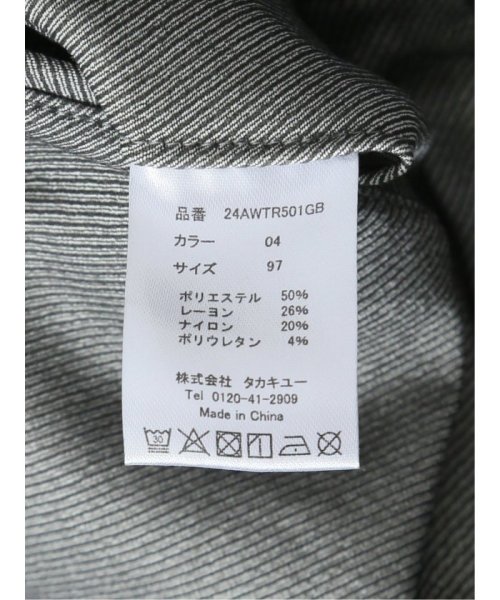 品番 24AWTR501GB
カラー 04
サイズ 97
ポリエステル 50%
レーヨン 26%
ナイロン 20%
ポリウレタン 4%
株式会社 タカキユー
Tel 0120-41-2909
Made in China
30